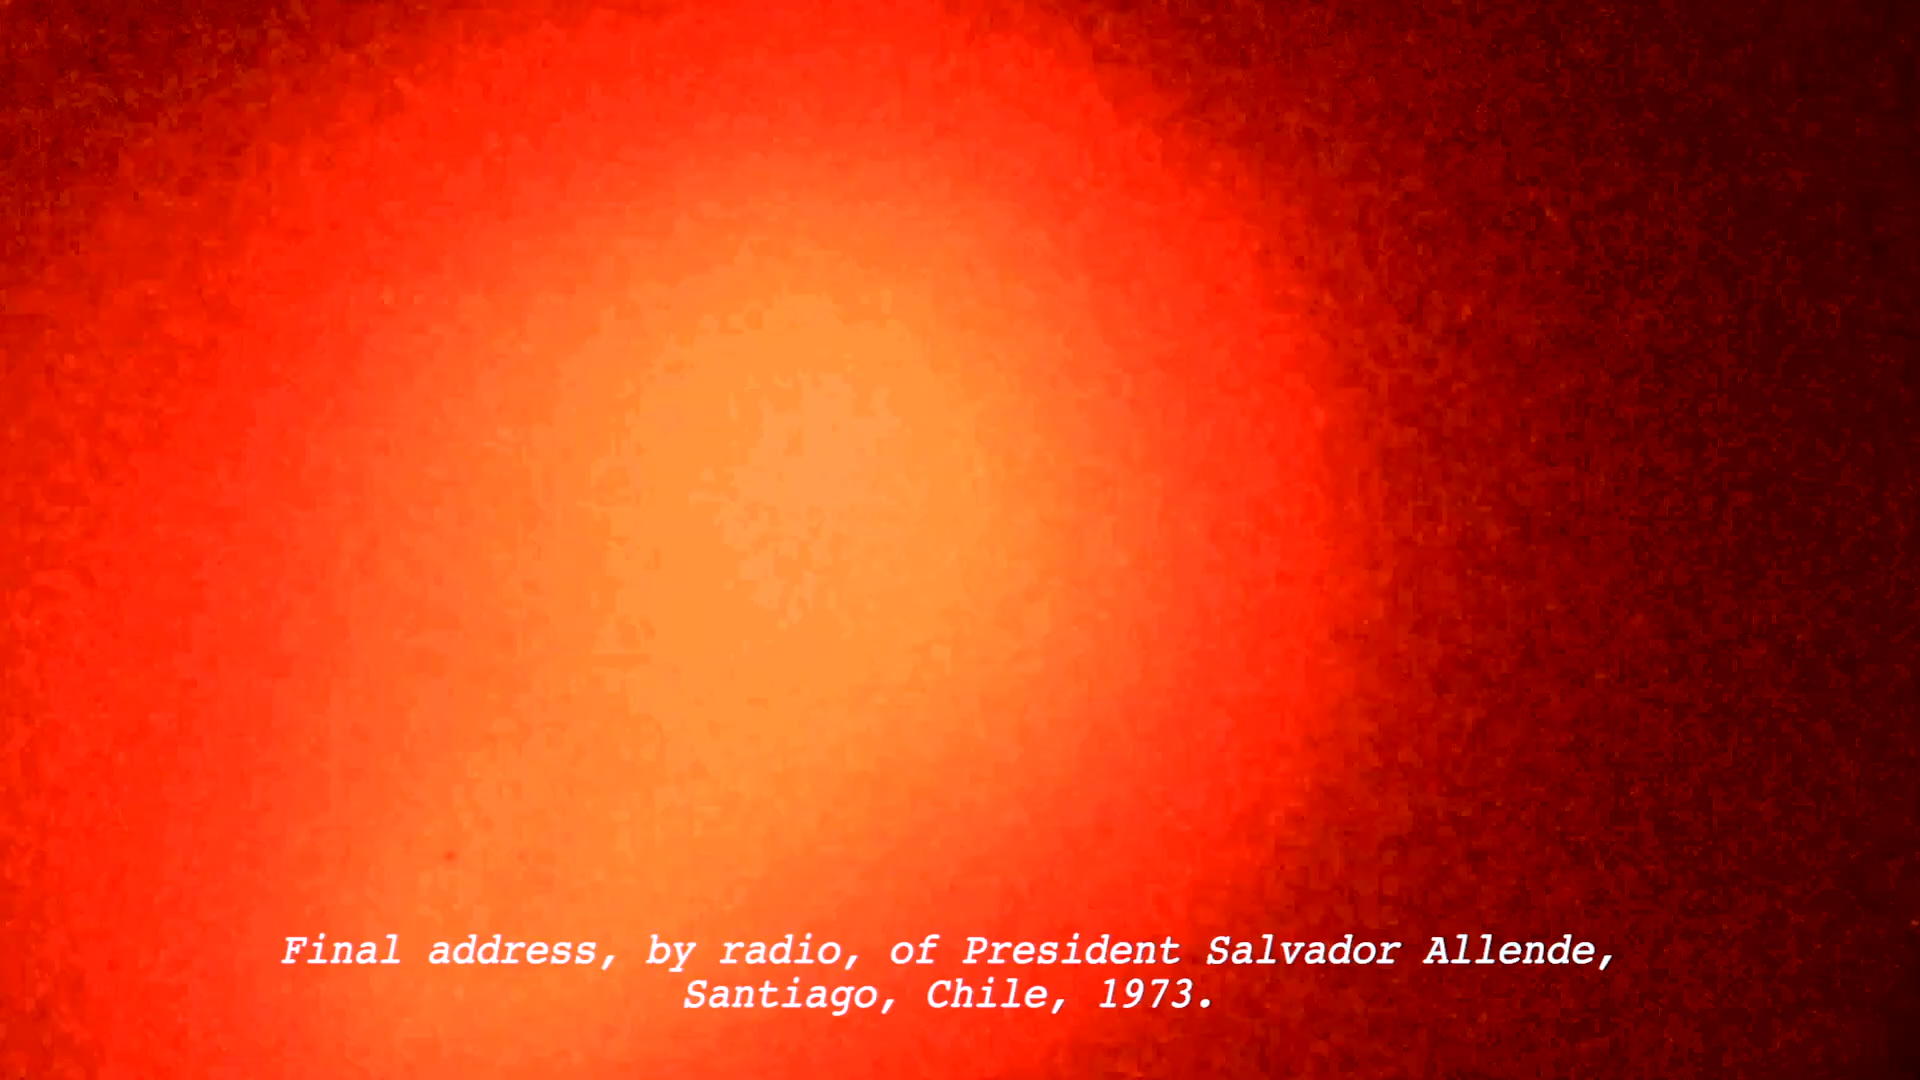 Final address, by radio, of President Salvador Allende,
Santiago, Chile, 1973.